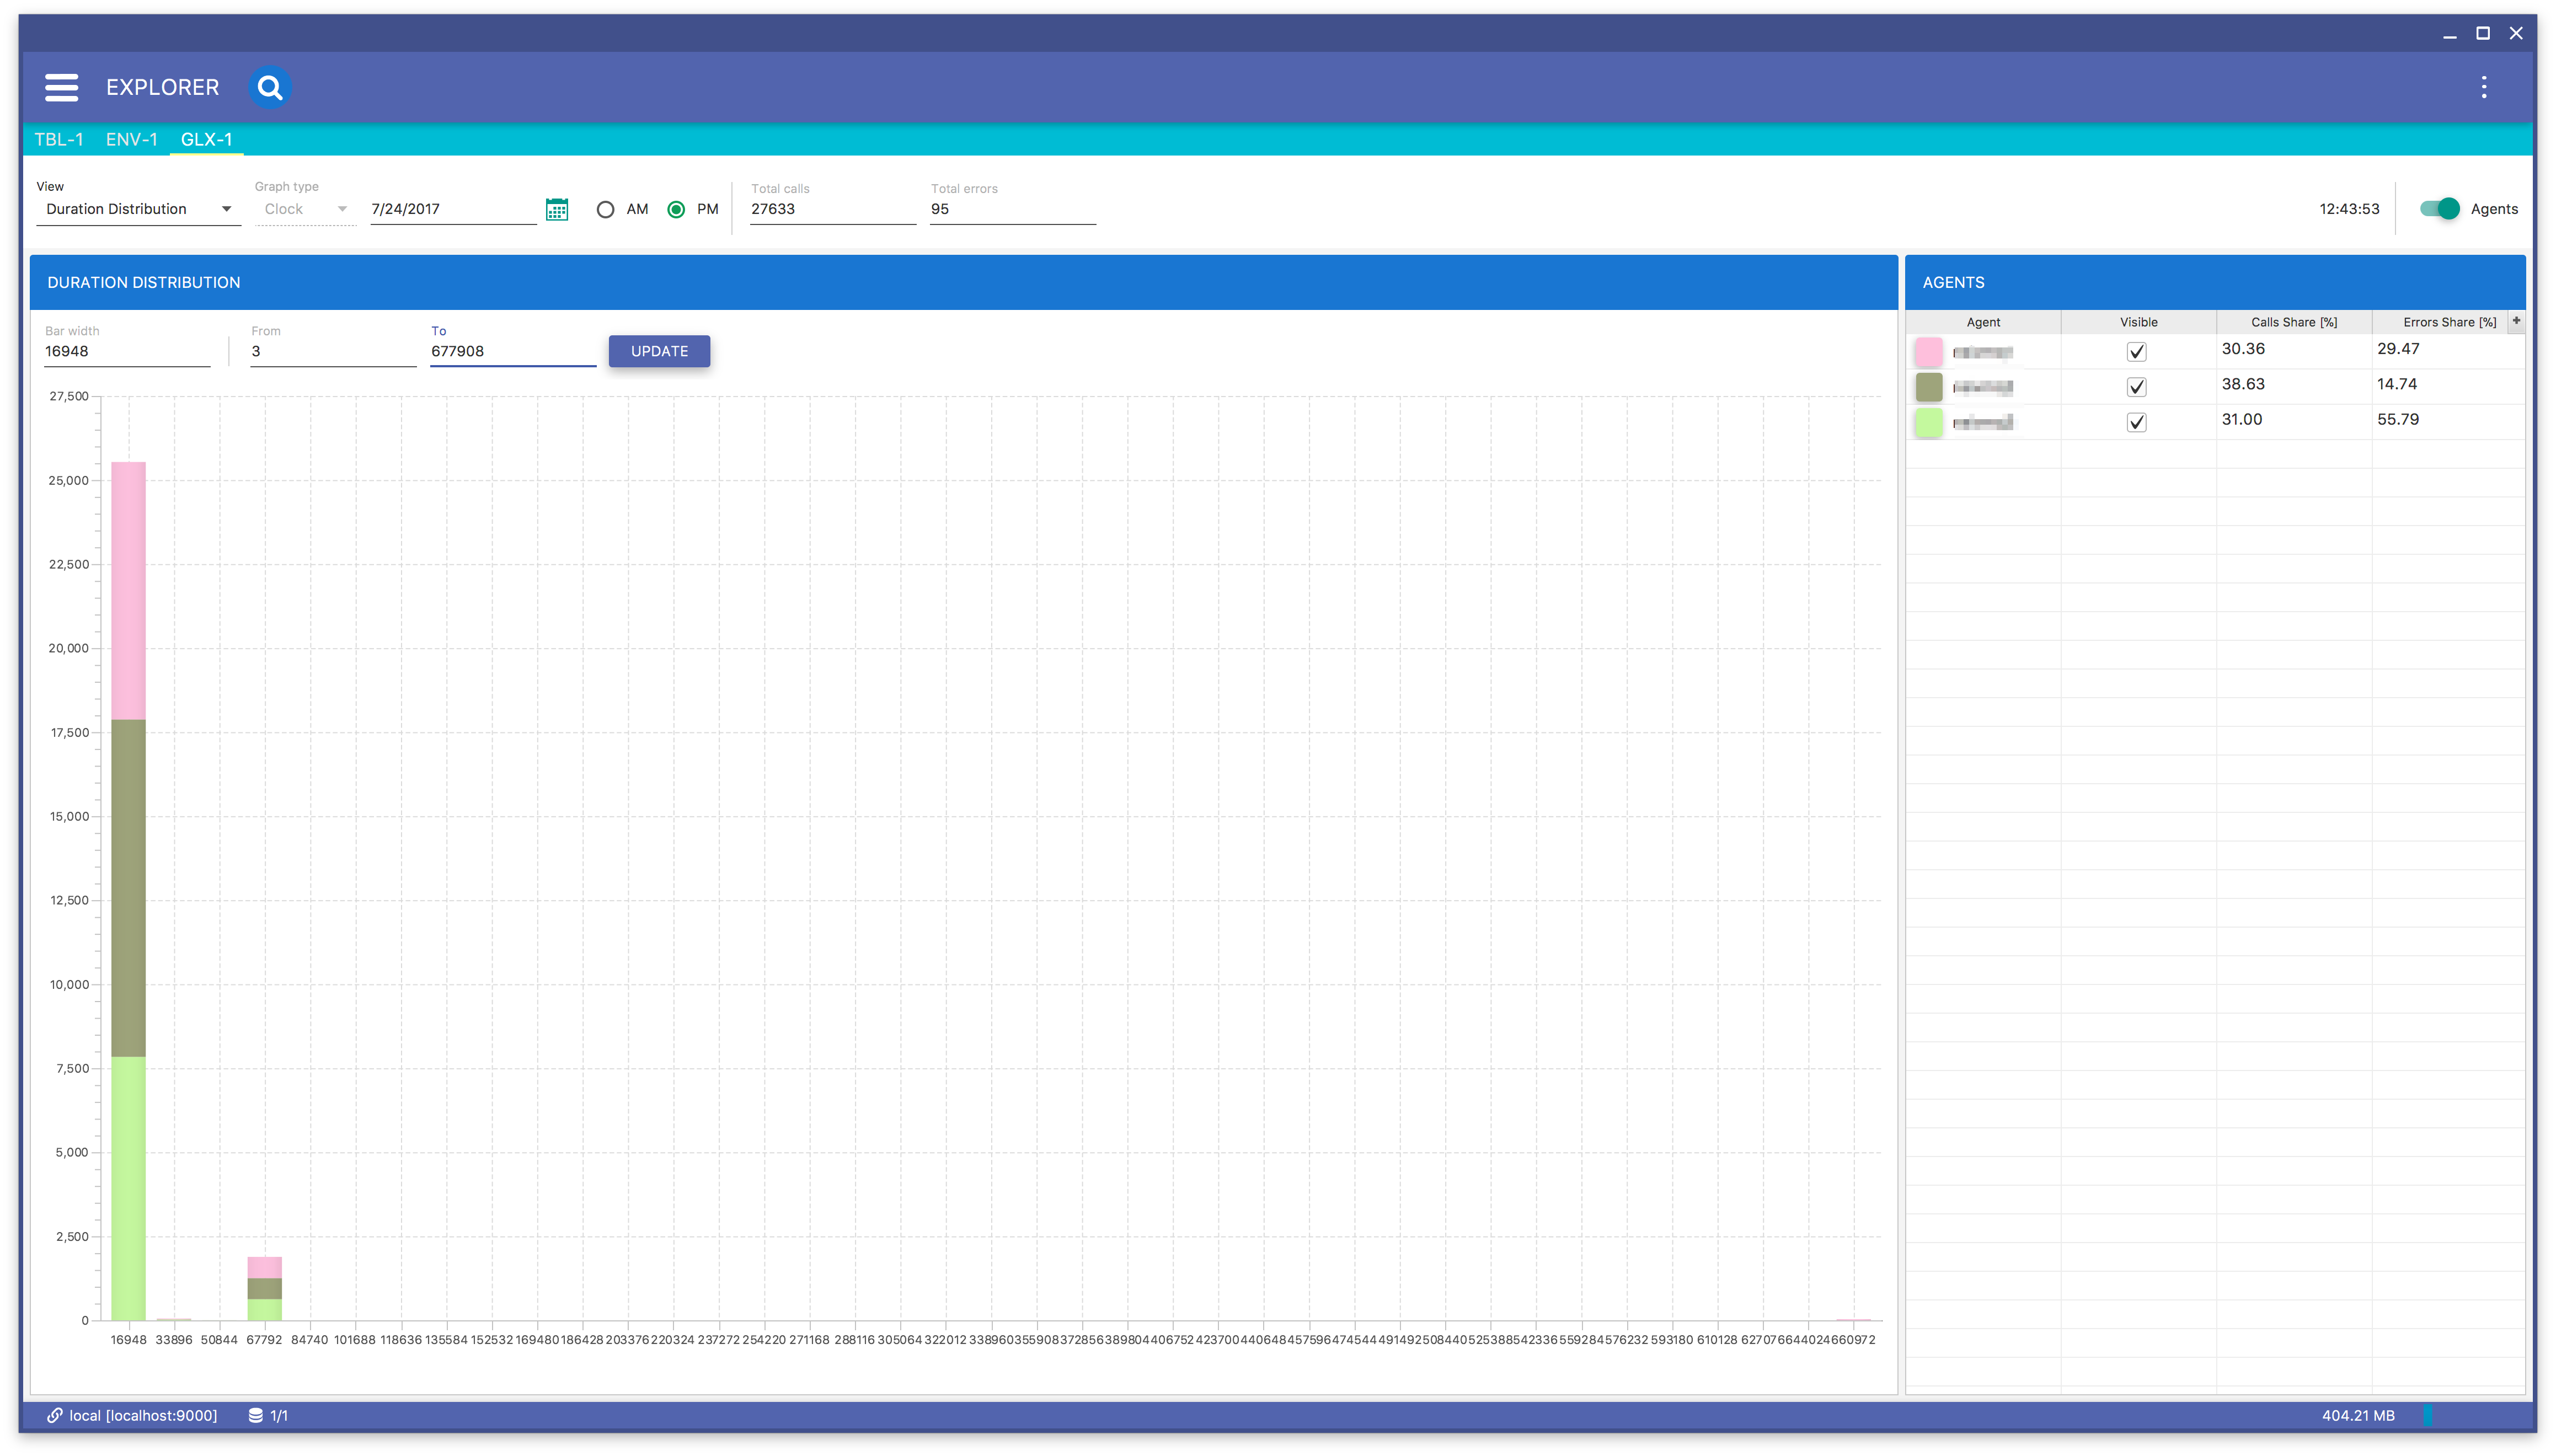 EXPLORER
TBL-1 ENV-1 GLX-1
View Graph type Total calls Total errors
Duration Distribution Clock 7/24/2017 AM PM 27633 95 12:43:53 Agents
DURATION DISTRIBUTION
Bar width From To
16948 3 677908 UPDATE
27,500
25,000
22,500
20,000
17,500
15,000
12,500
10,000
7,500
5,000
2,500
0
16948 33896 50844 67792 84740 101688 118636 135584 152532 169480 186428 203376 220324 237272 254220 271168 288116 305064 322012 338960 355908 372856 389804 406752 423700 440648 457596 474544 491492 508440 525388 542336 559284 576232 593180 610128 627076 644024 660972
AGENTS
Agent Visible Calls Share [%] Errors Share [%] +
30.36 29.47
38.63 14.74
31.00 55.79
local [localhost:9000] 1/1 404.21 MB